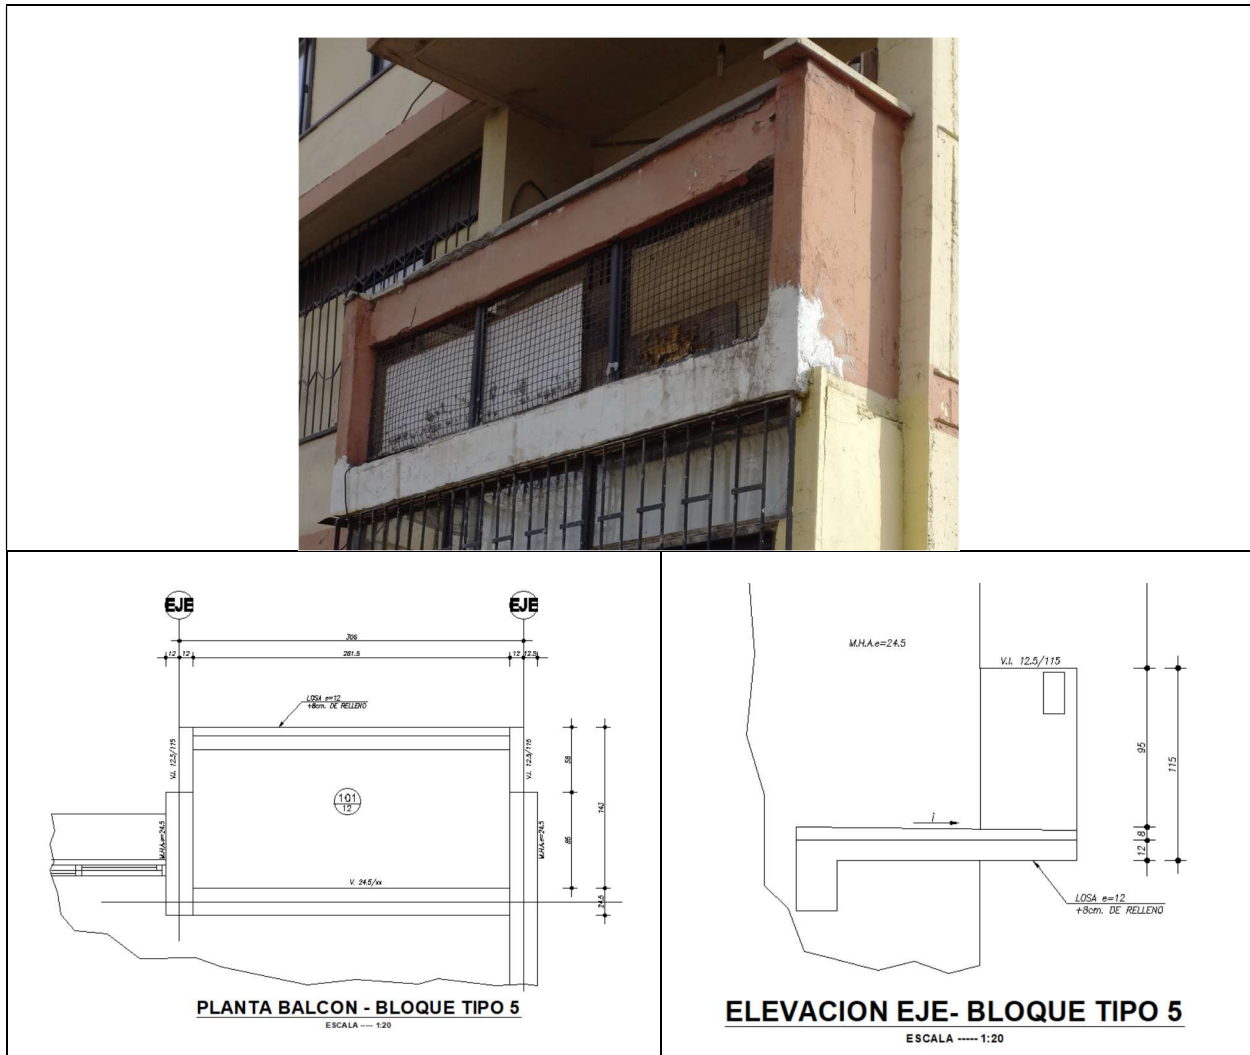 EJE EJE
306
12 12 281.5 12 12.5
LOSA e=12
+8cm. DE RELLENO
V.I. 12.5/115
V.I. 12.5/115
58
143
101
12
85
M.H.A.e=24.5
M.H.A.e=24.5
V. 24.5/xx
24.5
PLANTA BALCON - BLOQUE TIPO 5
ESCALA ---- 1:20
M.H.A.e=24.5
V.I. 12.5/115
95
115
i
8
12
LOSA e=12
+8cm. DE RELLENO
ELEVACION EJE- BLOQUE TIPO 5
ESCALA ----- 1:20